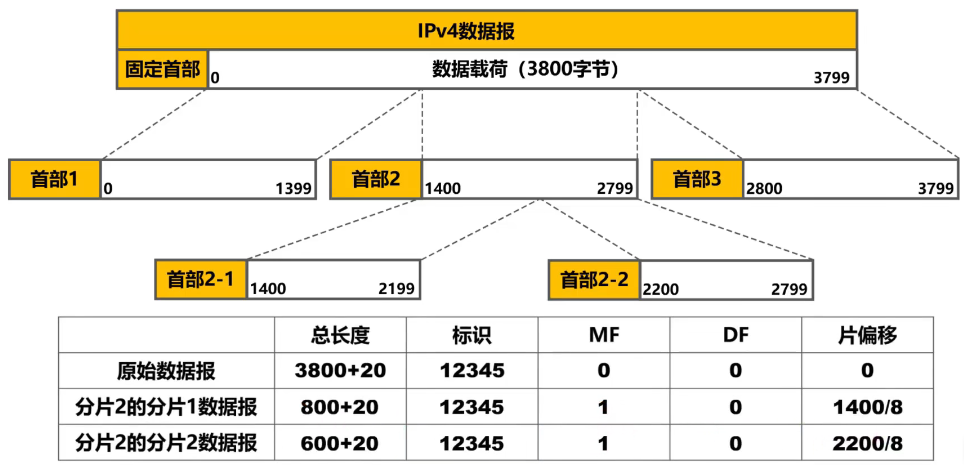 IPv4数据报
固定首部 0 数据载荷（3800字节） 3799
首部1 0 1399 首部2 1400 2799 首部3 2800 3799
首部2-1 1400 2199 首部2-2 2200 2799
总长度 标识 MF DF 片偏移
原始数据报 3800+20 12345 0 0 0
分片2的分片1数据报 800+20 12345 1 0 1400/8
分片2的分片2数据报 600+20 12345 1 0 2200/8